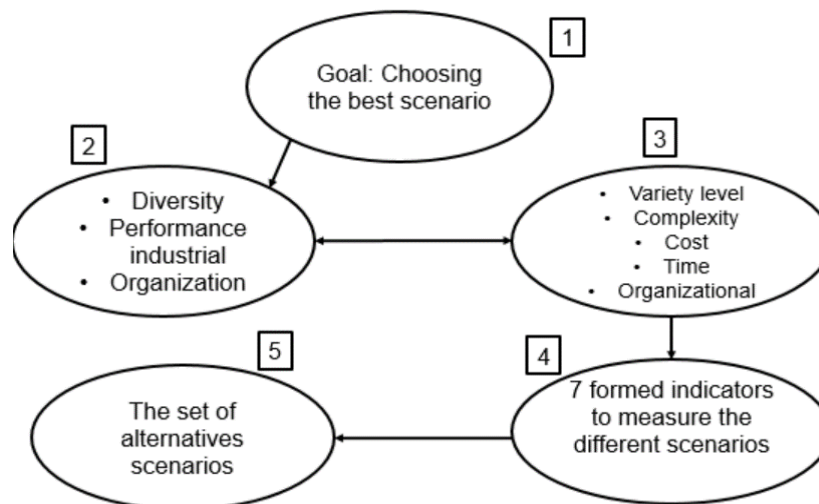 1
Goal: Choosing
the best scenario
2
• Diversity
• Performance
industrial
• Organization
3
• Variety level
• Complexity
• Cost
• Time
• Organizational
5
The set of
alternatives
scenarios
4
7 formed indicators
to measure the
different scenarios